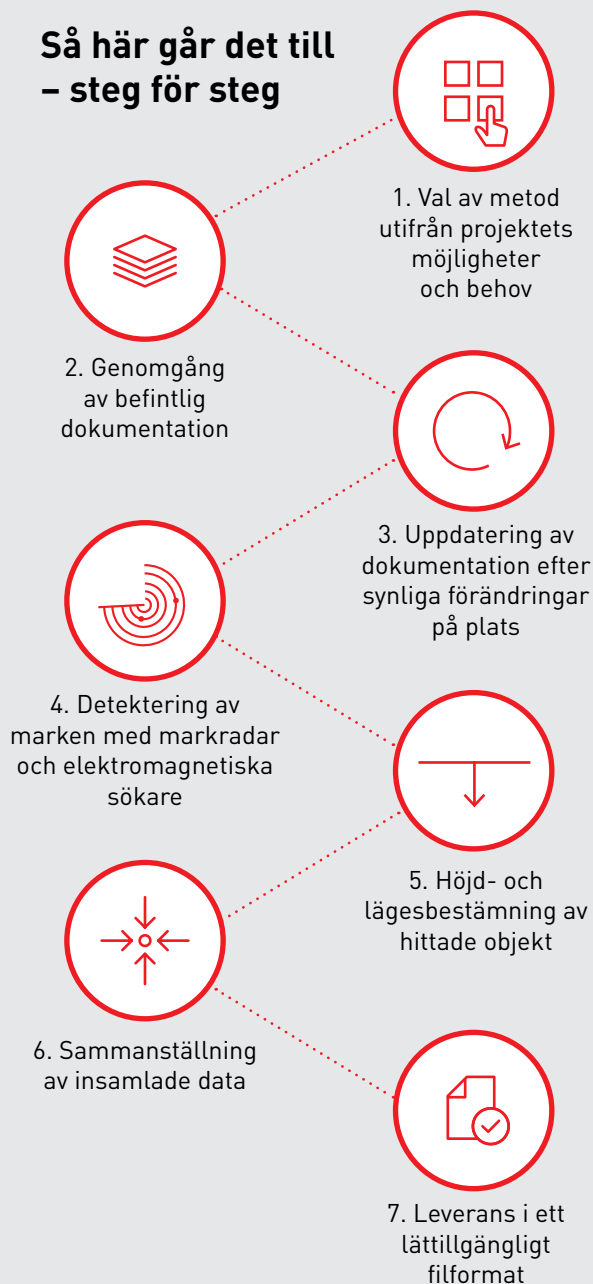 Så här går det till
– steg för steg
1. Val av metod
utifrån projektets
möjligheter
och behov
2. Genomgång
av befintlig
dokumentation
3. Uppdatering av
dokumentation efter
synliga förändringar
på plats
4. Detektering av
marken med markradar
och elektromagnetiska
sökare
5. Höjd- och
lägesbestämning av
hittade objekt
6. Sammanställning
av insamlade data
7. Leverans i ett
lättillgängligt
filformat